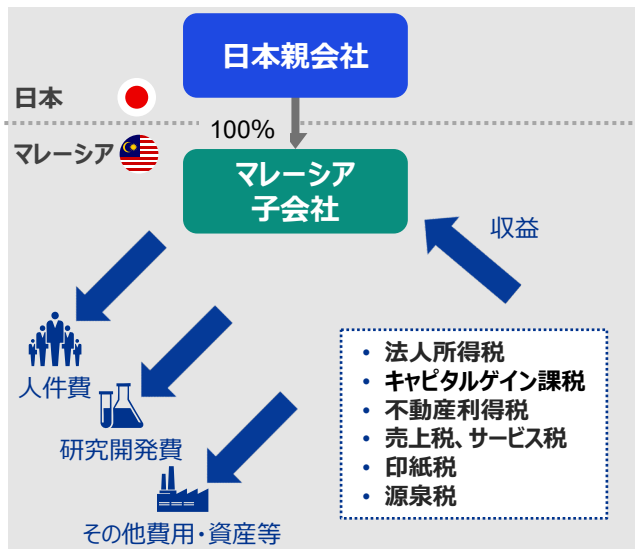 日本親会社
日本
100%
マレーシア
マレーシア
子会社
収益
人件費
研究開発費
その他費用・資産等
• 法人所得税
• キャピタルゲイン課税
• 不動産利得税
• 売上税、サービス税
• 印紙税
• 源泉税